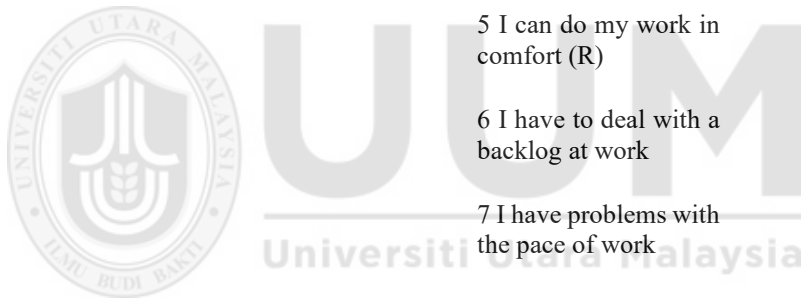 5 I can do my work in
comfort (R)
6 I have to deal with a
backlog at work
7 I have problems with
the pace of work
UUM
Universiti Utara Malaysia
UNIVERSITI UTARA MALAYSIA
ILMU BUDI BAKTI